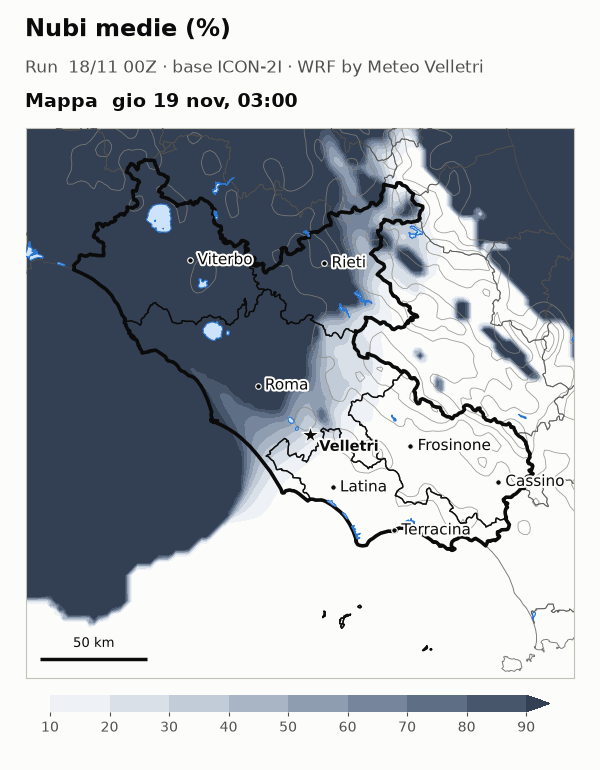 Nubi medie (%)
Run  18/11 00Z · base ICON-2I · WRF by Meteo Velletri
Mappa  gio 19 nov, 03:00
Viterbo
Rieti
Roma
Velletri
Frosinone
Latina
Cassino
Terracina
50 km
10 20 30 40 50 60 70 80 90